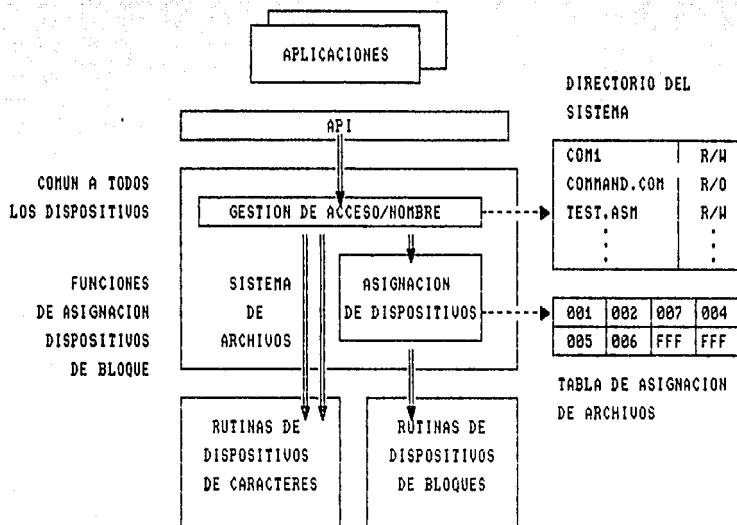 APLICACIONES
API
COMUN A TODOS
LOS DISPOSITIVOS
GESTION DE ACCESO/NOMBRE
FUNCIONES
DE ASIGNACION
DISPOSITIVOS
DE BLOQUE
SISTEMA
DE
ARCHIVOS
ASIGNACION
DE DISPOSITIVOS
RUTINAS DE
DISPOSITIVOS
DE CARACTERES
RUTINAS DE
DISPOSITIVOS
DE BLOQUES
DIRECTORIO DEL
SISTEMA
COM1 R/W
COMMAND.COM R/O
TEST.ASM R/W
001 002 007 004
005 006 FFF FFF
TABLA DE ASIGNACION
DE ARCHIVOS